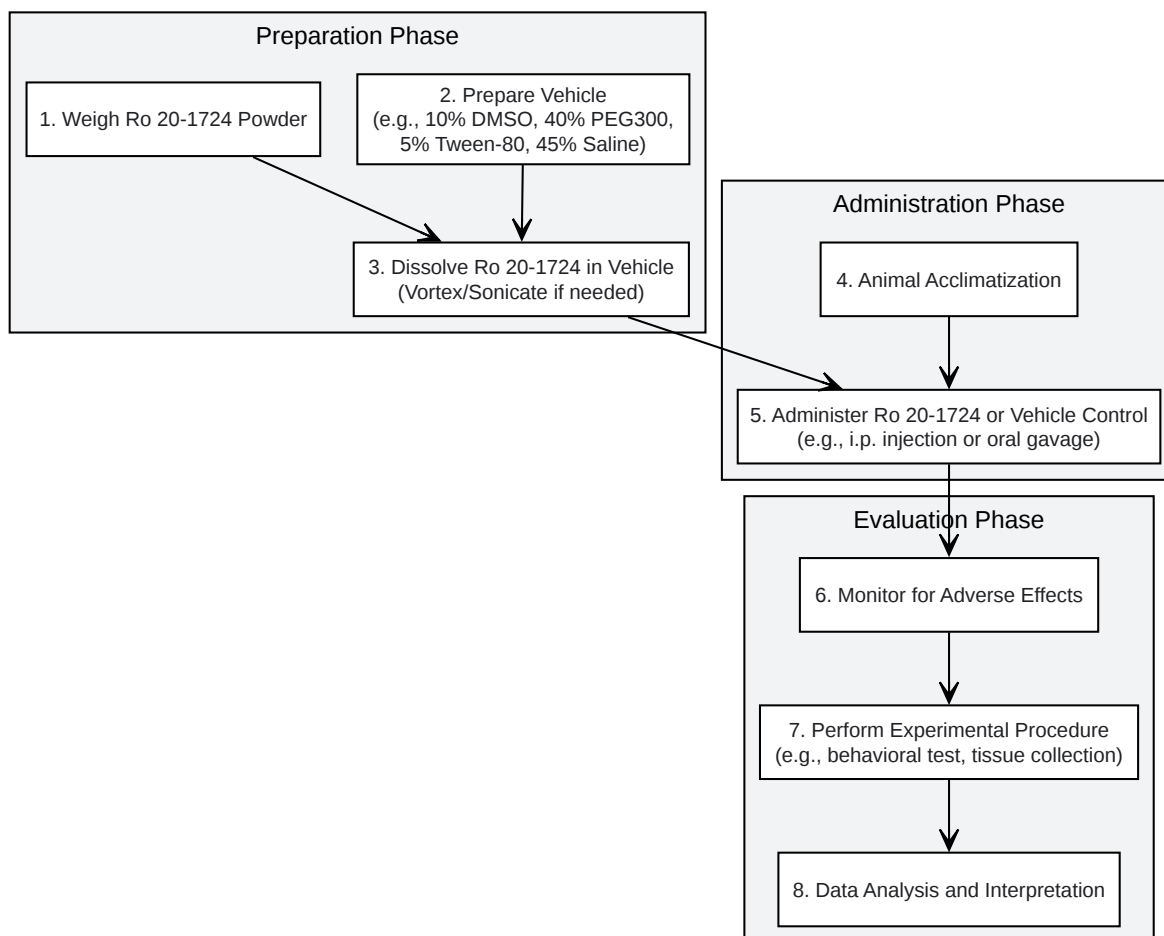 Preparation Phase
1. Weigh Ro 20-1724 Powder
2. Prepare Vehicle
(e.g., 10% DMSO, 40% PEG300,
5% Tween-80, 45% Saline)
3. Dissolve Ro 20-1724 in Vehicle
(Vortex/Sonicate if needed)
Administration Phase
4. Animal Acclimatization
5. Administer Ro 20-1724 or Vehicle Control
(e.g., i.p. injection or oral gavage)
Evaluation Phase
6. Monitor for Adverse Effects
7. Perform Experimental Procedure
(e.g., behavioral test, tissue collection)
8. Data Analysis and Interpretation